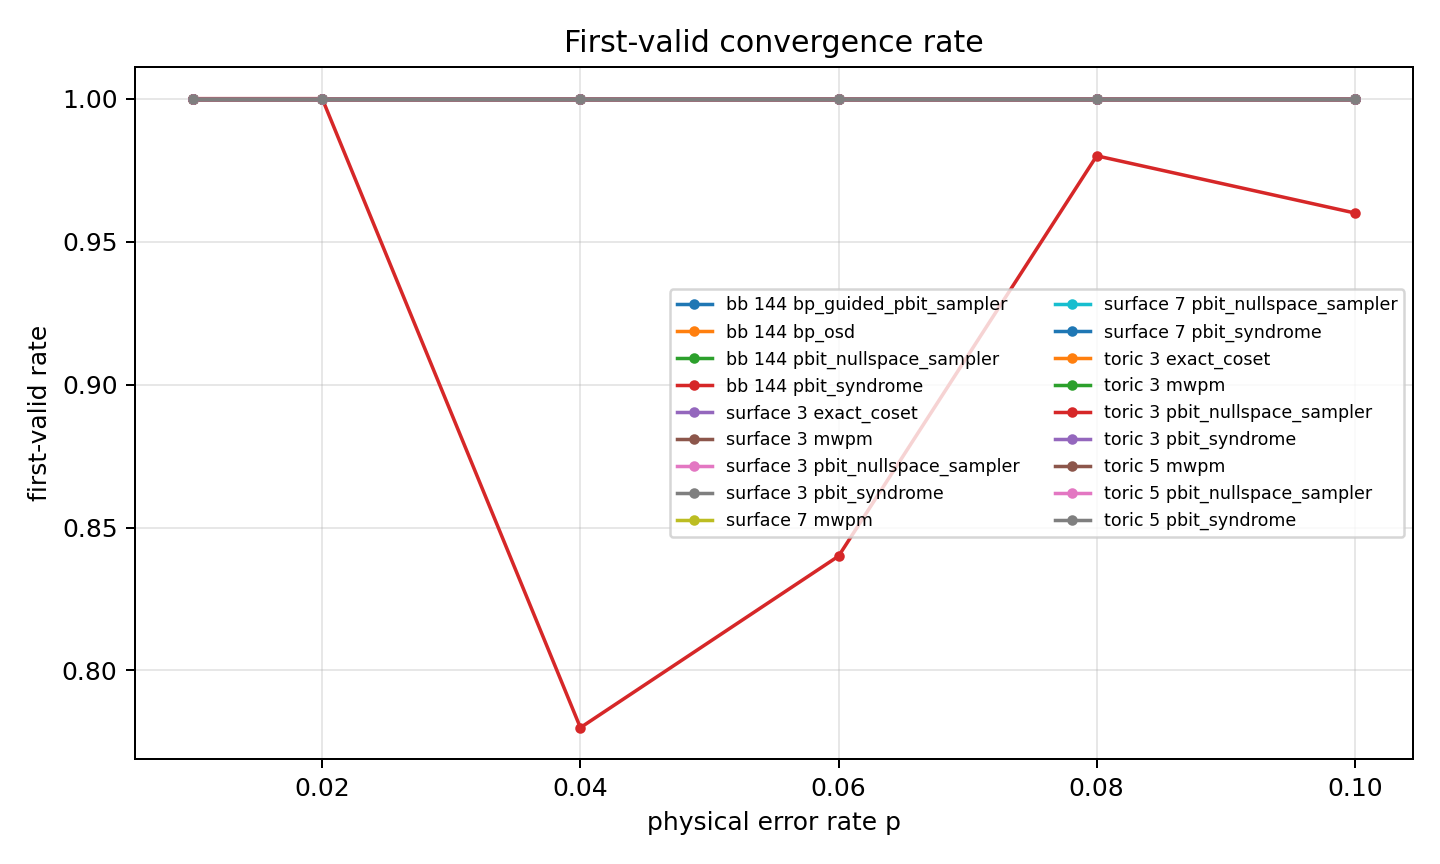 First-valid convergence rate
first-valid rate
1.00
0.95
0.90
0.85
0.80
bb 144 bp_guided_pbit_sampler
bb 144 bp_osd
bb 144 pbit_nullspace_sampler
bb 144 pbit_syndrome
surface 3 exact_coset
surface 3 mwpm
surface 3 pbit_nullspace_sampler
surface 3 pbit_syndrome
surface 7 mwpm
surface 7 pbit_nullspace_sampler
surface 7 pbit_syndrome
toric 3 exact_coset
toric 3 mwpm
toric 3 pbit_nullspace_sampler
toric 3 pbit_syndrome
toric 5 mwpm
toric 5 pbit_nullspace_sampler
toric 5 pbit_syndrome
0.02 0.04 0.06 0.08 0.10
physical error rate p